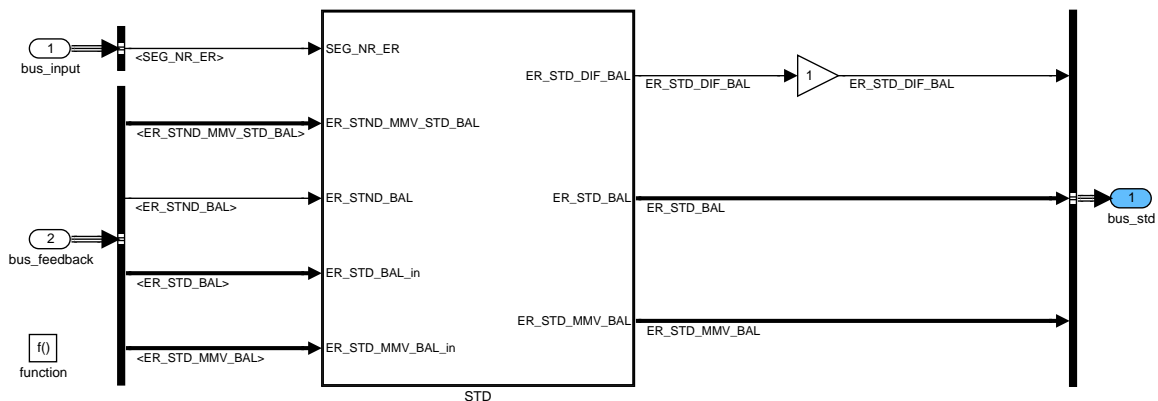 1
bus_input
<SEG_NR_ER>
SEG_NR_ER
ER_STD_DIF_BAL
ER_STD_DIF_BAL
1
ER_STD_DIF_BAL
<ER_STND_MMV_STD_BAL>
ER_STND_MMV_STD_BAL
<ER_STND_BAL>
ER_STND_BAL
ER_STD_BAL
ER_STD_BAL
1
bus_std
2
bus_feedback
<ER_STD_BAL>
ER_STD_BAL_in
ER_STD_MMV_BAL
ER_STD_MMV_BAL
f()
function
<ER_STD_MMV_BAL>
ER_STD_MMV_BAL_in
STD